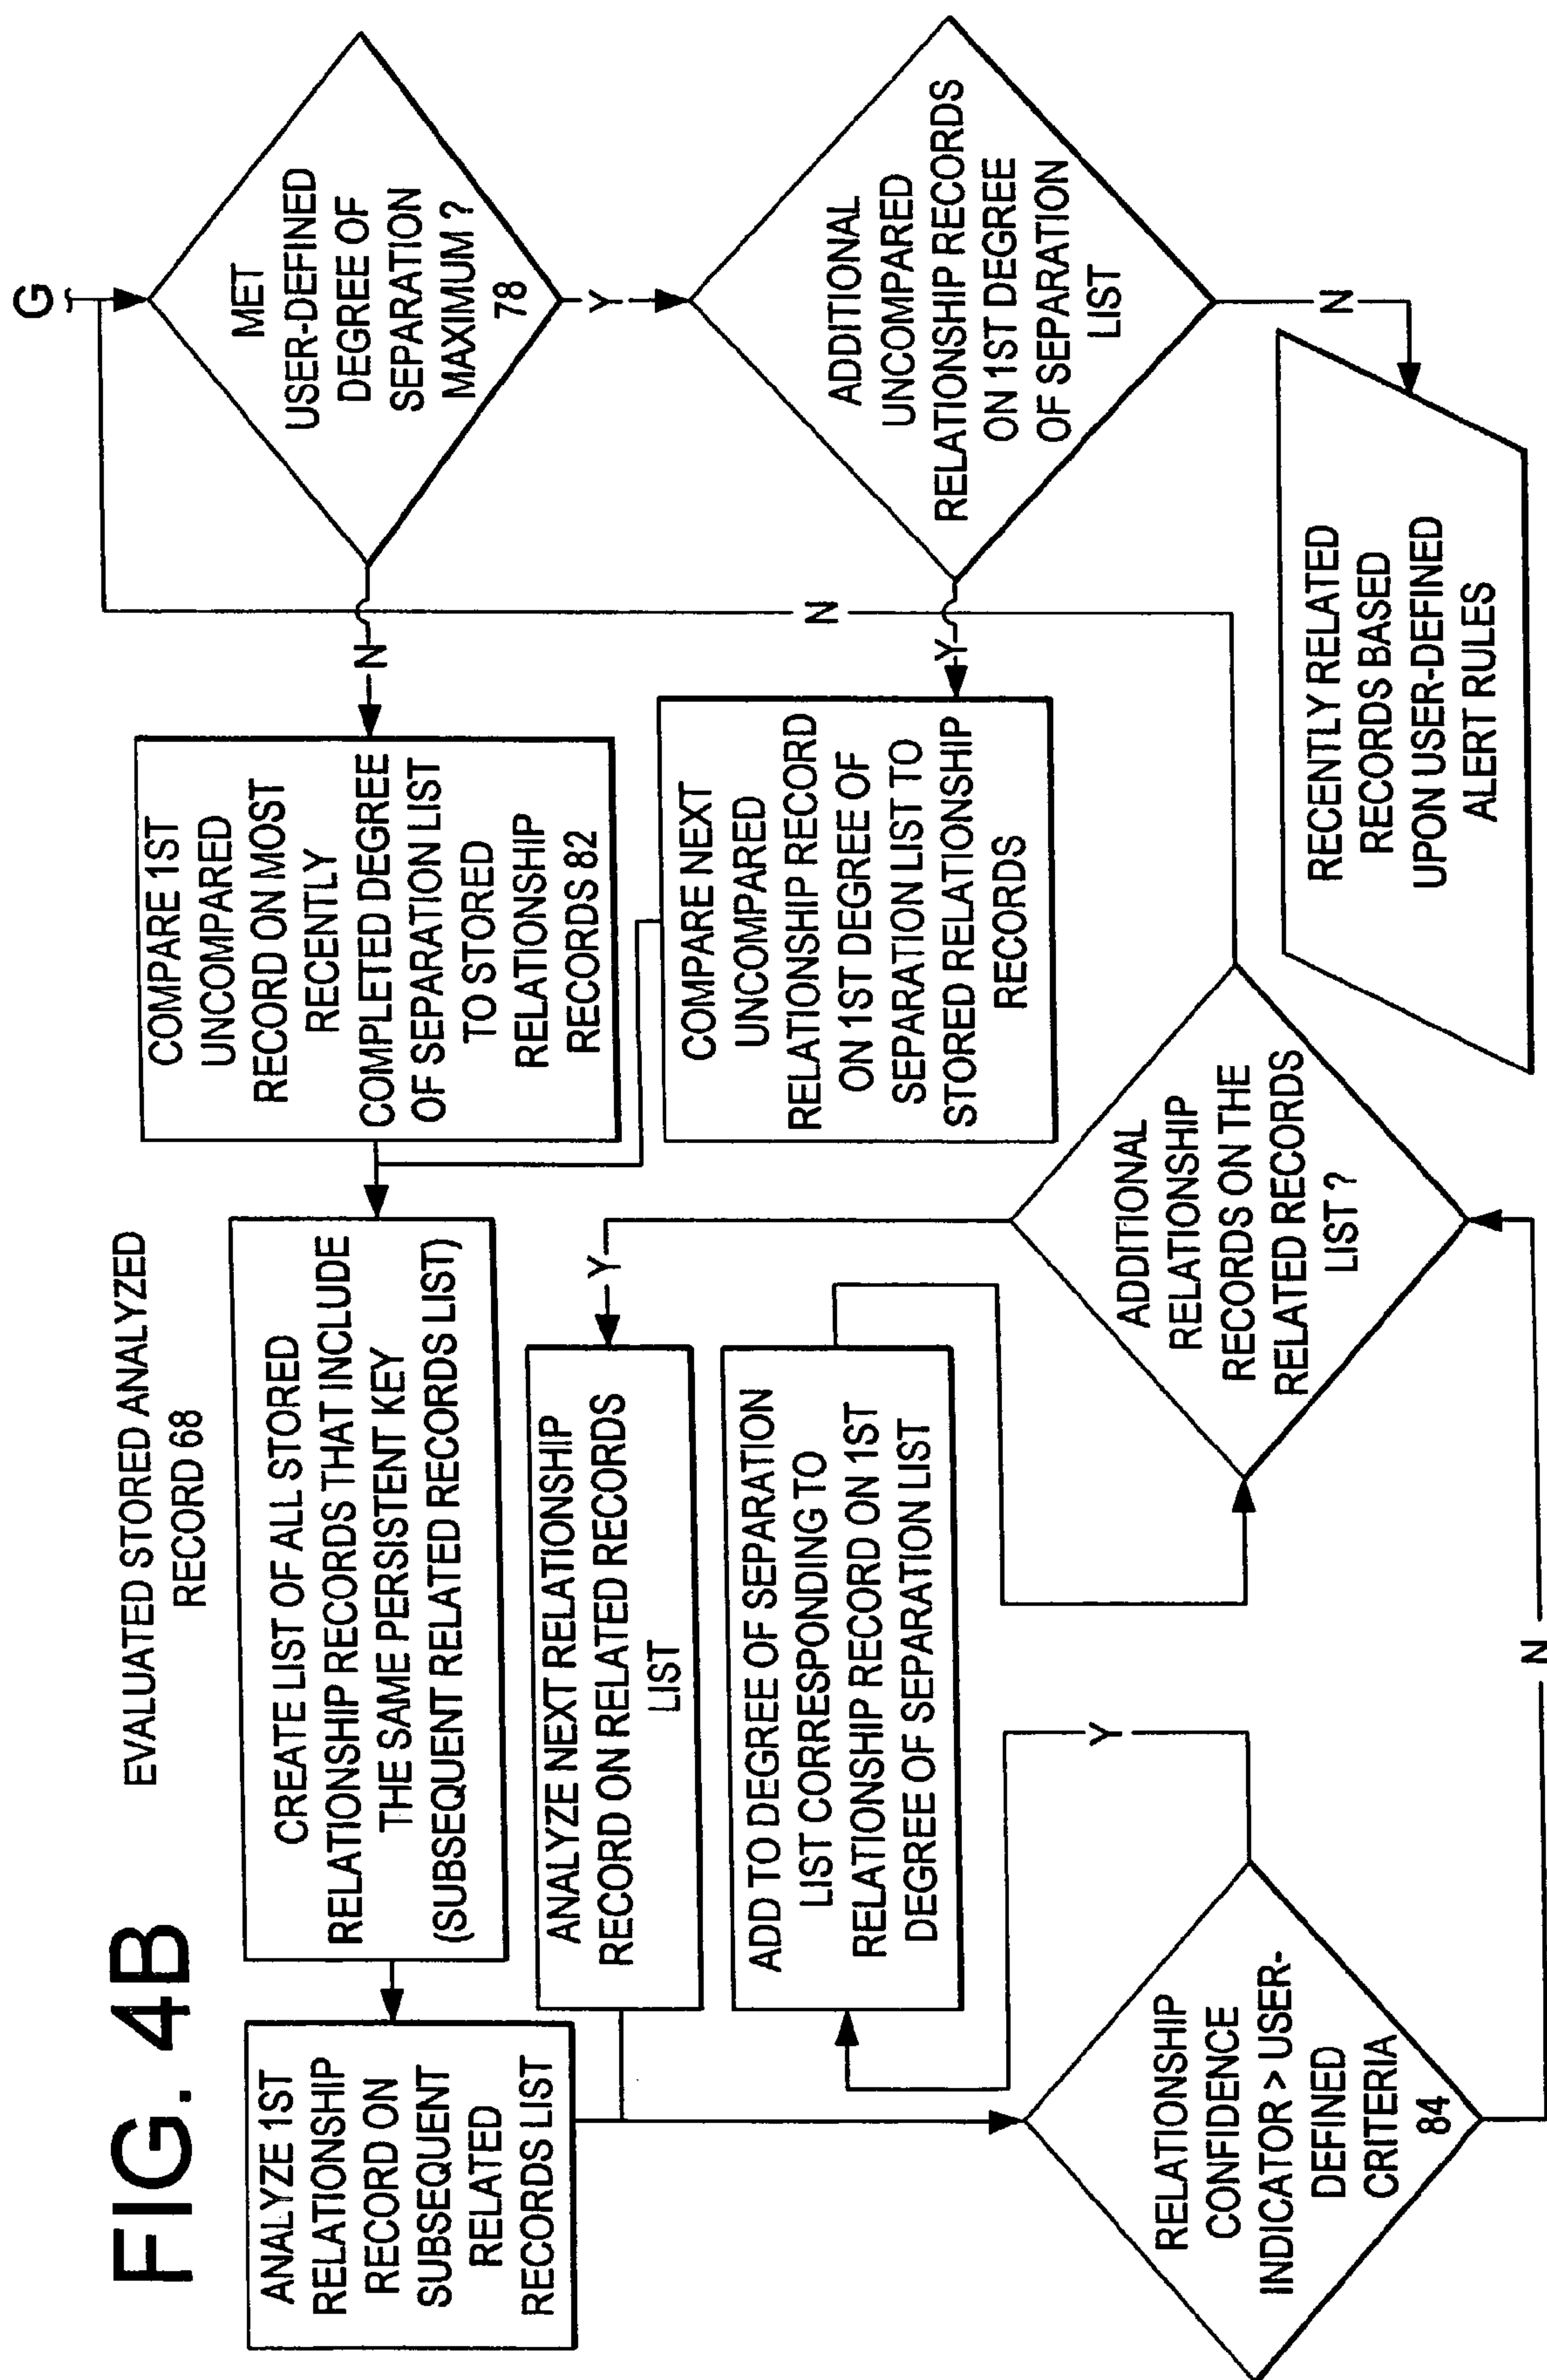 FIG. 4B
EVALUATED STORED ANALYZED
RECORD 68
G
MET
USER-DEFINED
DEGREE OF
SEPARATION
MAXIMUM ?
78
N
Y
COMPARE 1ST
UNCOMPARED
RECORD ON MOST
RECENTLY
COMPLETED DEGREE
OF SEPARATION LIST
TO STORED
RELATIONSHIP
RECORDS 82
ADDITIONAL
UNCOMPARED
RELATIONSHIP RECORDS
ON 1ST DEGREE
OF SEPARATION
LIST
Y
N
COMPARE NEXT
UNCOMPARED
RELATIONSHIP RECORD
ON 1ST DEGREE OF
SEPARATION LIST TO
STORED RELATIONSHIP
RECORDS
RECENTLY RELATED
RECORDS BASED
UPON USER-DEFINED
ALERT RULES
CREATE LIST OF ALL STORED
RELATIONSHIP RECORDS THAT INCLUDE
THE SAME PERSISTENT KEY
(SUBSEQUENT RELATED RECORDS LIST)
ANALYZE 1ST
RELATIONSHIP
RECORD ON
SUBSEQUENT
RELATED
RECORDS LIST
ANALYZE NEXT RELATIONSHIP
RECORD ON RELATED RECORDS
LIST
ADD TO DEGREE OF SEPARATION
LIST CORRESPONDING TO
RELATIONSHIP RECORD ON 1ST
DEGREE OF SEPARATION LIST
RELATIONSHIP
CONFIDENCE
INDICATOR > USER-
DEFINED
CRITERIA
84
Y
N
ADDITIONAL
RELATIONSHIP
RECORDS ON THE
RELATED RECORDS
LIST ?
Y
N